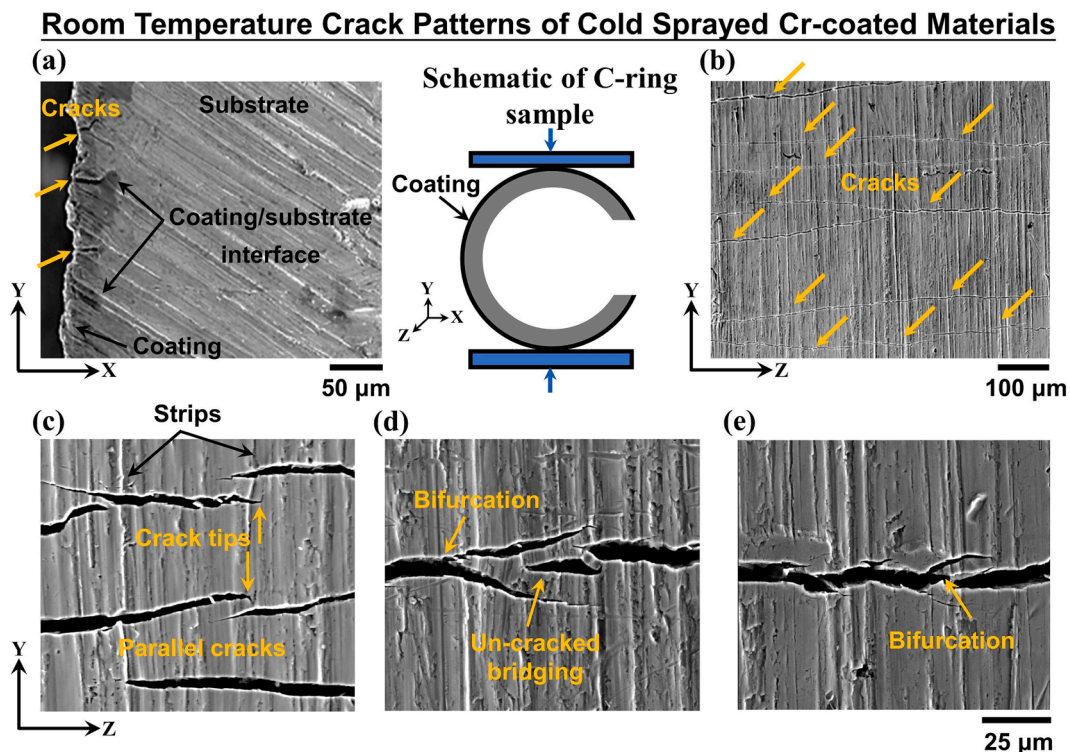 Room Temperature Crack Patterns of Cold Sprayed Cr-coated Materials
(a)
Cracks
Substrate
Coating/substrate
interface
Coating
Y
X
50 µm
Schematic of C-ring
sample
Coating
Y
Z
X
(b)
Cracks
Z
100 µm
(c)
Strips
Crack tips
Parallel cracks
Y
Z
(d)
Bifurcation
Un-cracked
bridging
(e)
Bifurcation
25 µm